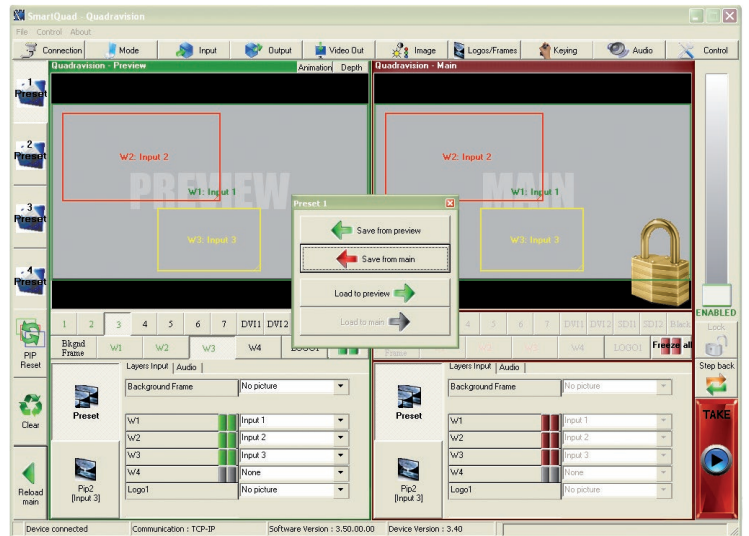 SmartQuad - Quadravision
File Control About
Connection Mode Input Output Video Out Image Logos/Frames Keying Audio Control
Quadravision - Preview Animation Depth Quadravision - Main
1 Preset
2 Preset
3 Preset
4 Preset
W2: Input 2
PREVIEW
W1: Input 1
W3: Input 3
W2: Input 2
MAIN
W1: Input 1
W3: Input 3
Preset 1
Save from preview
Save from main
Load to preview
Load to main
ENABLED
Lock
1 2 3 4 5 6 7 DVI1 DVI2
4 5 6 7 DVI1 DVI2 SDI1 SDI2 Black
Bkgnd Frame W1 W2 W3 W4 LOGO1
Frame W4 LOGO1 Freeze all
PIP Reset
Step back
Clear
TAKE
Reload main
Layers Input Audio
Background Frame No picture
Preset
W1 Input 1
W2 Input 2
W3 Input 3
W4 None
Pip2 [Input 3]
Logo1 No picture
Layers Input Audio
Background Frame No picture
Preset
W1 Input 1
W2 Input 2
W3 Input 3
W4 None
Pip2 [Input 3]
Logo1 No picture
Device connected Communication : TCP-IP Software Version : 3.50.00.00 Device Version : 3.40